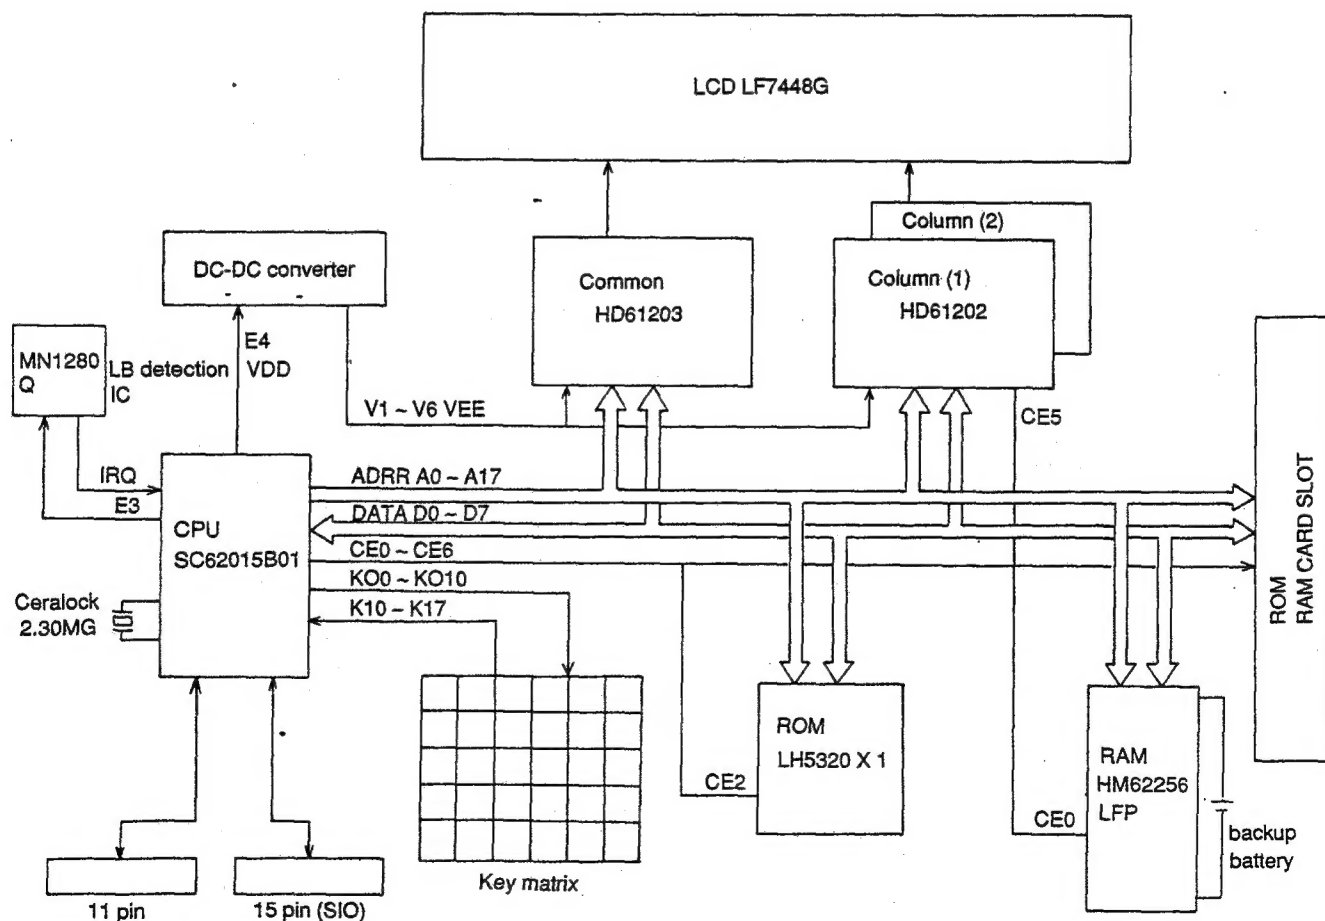 LCD LF7448G
Column (2)
DC-DC converter
Common
HD61203
Column (1)
HD61202
MN1280
Q
LB detection
IC
E4
VDD
V1 ~ V6 VEE
CE5
IRQ
E3
ADRR A0 ~ A17
CPU
SC62015B01
DATA D0 ~ D7
CE0 ~ CE6
KO0 ~ KO10
K10 ~ K17
Ceralock
2.30MG
ROM
RAM CARD SLOT
ROM
LH5320 X 1
CE2
RAM
HM62256
LFP
CE0
backup
battery
Key matrix
11 pin
15 pin (SIO)